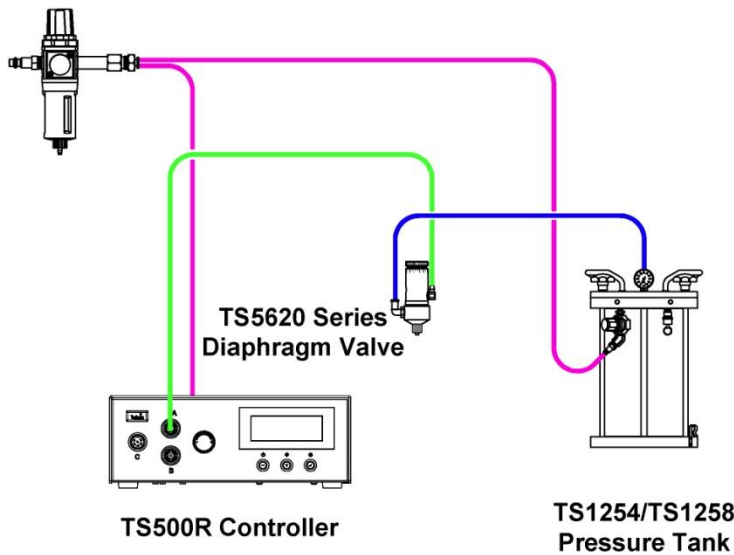 TS5620 Series
Diaphragm Valve
A
C
B
TS500R Controller
TS1254/TS1258
Pressure Tank